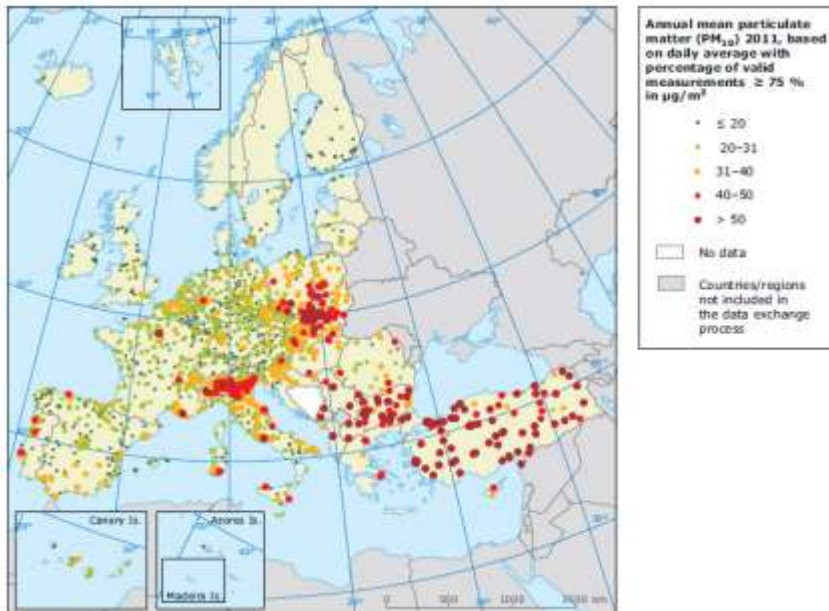 Annual mean particulate
matter (PM₁₀) 2011, based
on daily average with
percentage of valid
measurements ≥ 75 %
in µg/m³
≤ 20
20–31
31–40
40–50
> 50
No data
Countries/regions
not included in
the data exchange
process
Canary Is.
Azores Is.
Madeira Is.
0 500 1000 1500 km